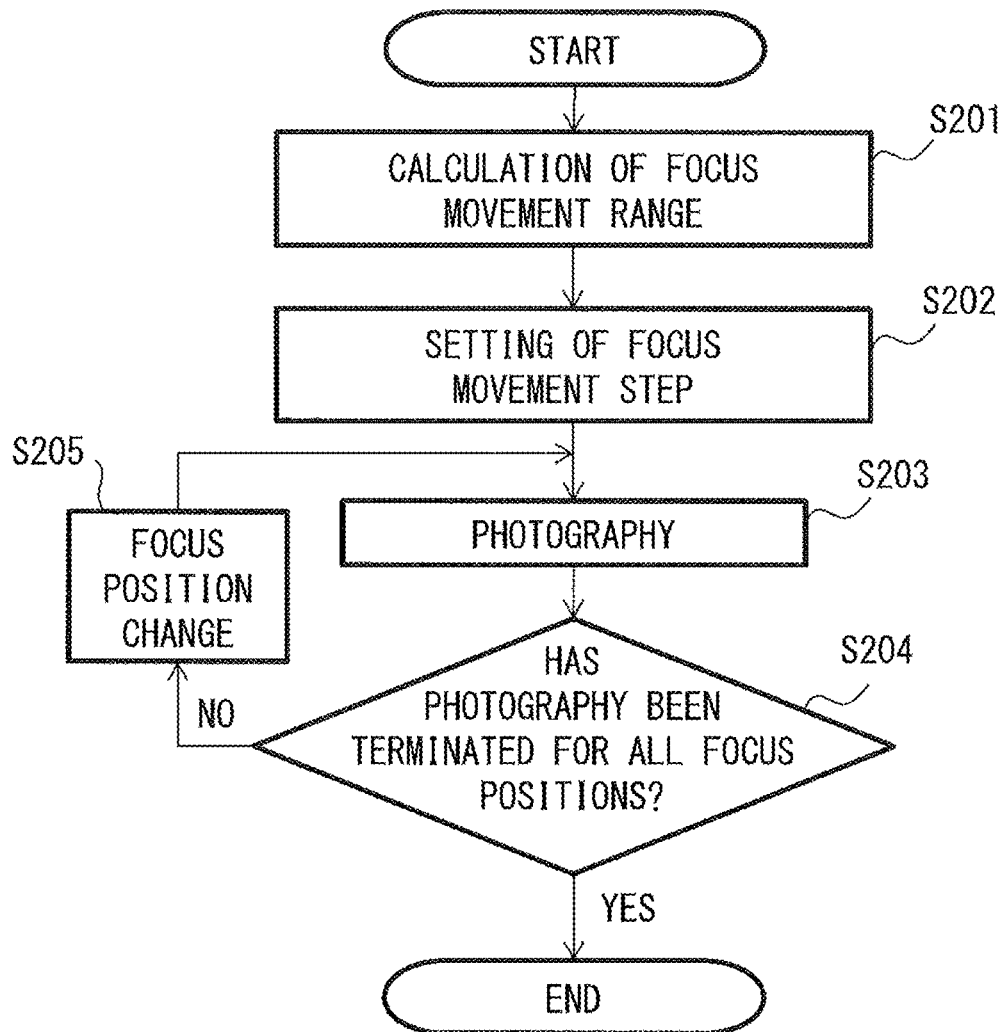 START
S201
CALCULATION OF FOCUS
MOVEMENT RANGE
S202
SETTING OF FOCUS
MOVEMENT STEP
S205
FOCUS
POSITION
CHANGE
S203
PHOTOGRAPHY
S204
HAS
PHOTOGRAPHY BEEN
TERMINATED FOR ALL FOCUS
POSITIONS?
NO
YES
END